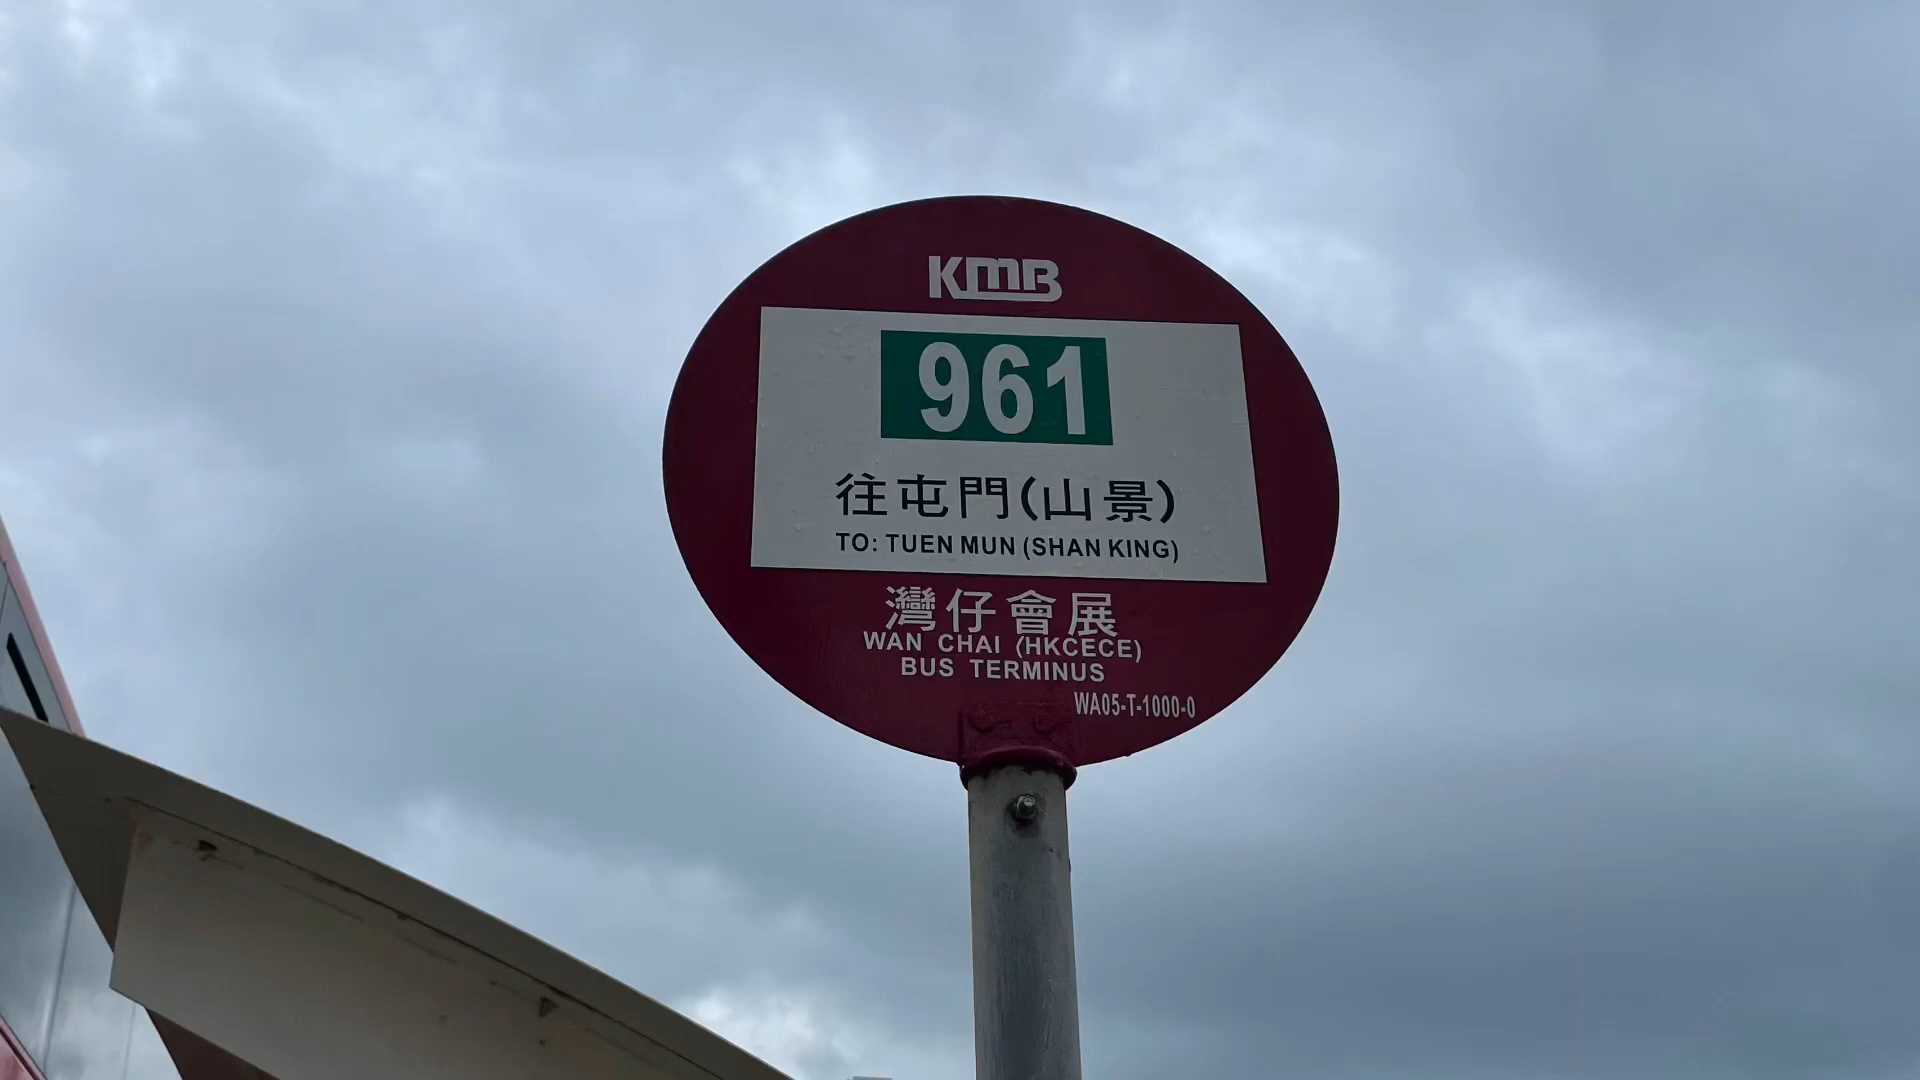 KMB
961
往屯門(山景)
TO: TUEN MUN (SHAN KING)
灣仔會展
WAN CHAI (HKCECE)
BUS TERMINUS
WA05-T-1000-0